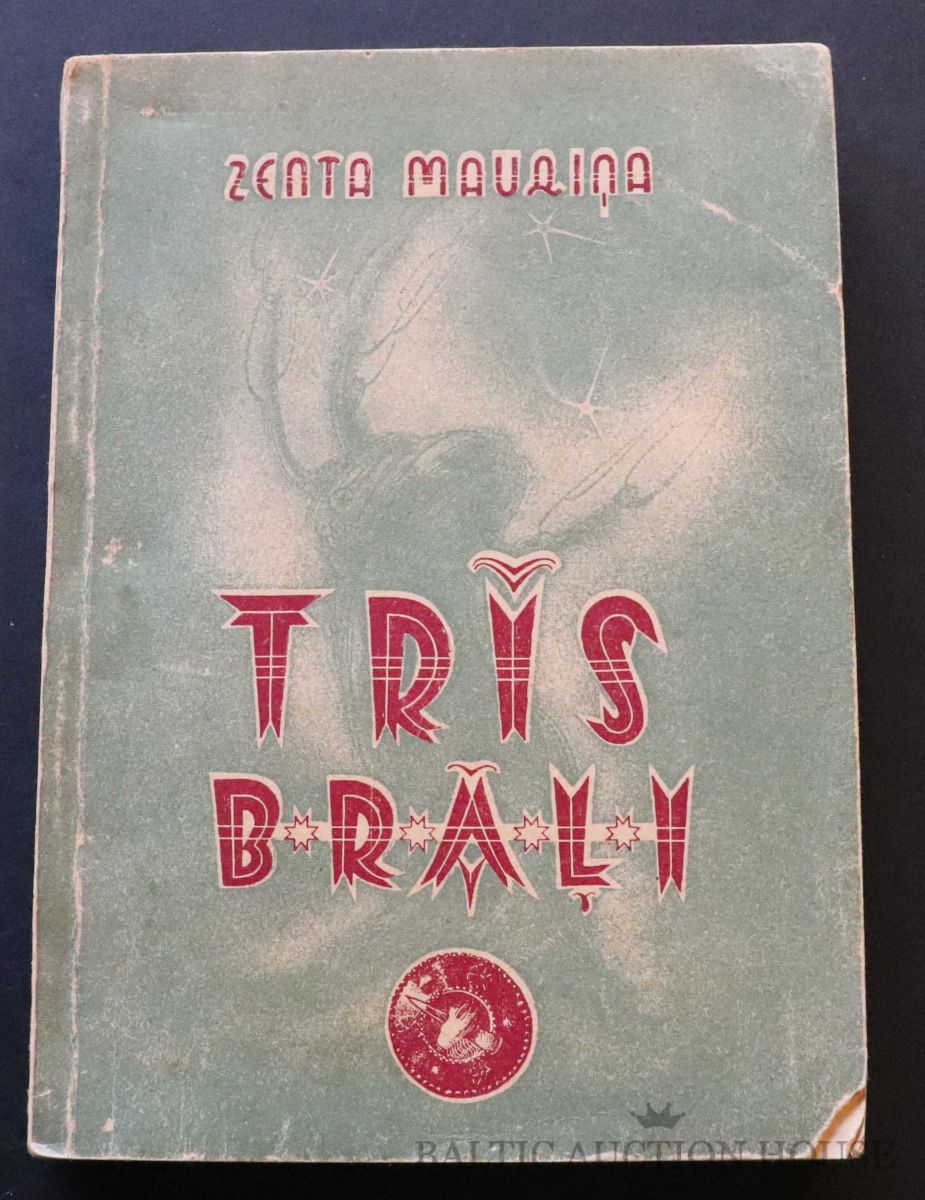 ZENTA MAURIŅA
TRĪS
BRĀĻI
BALTIC AUCTION HOUSE